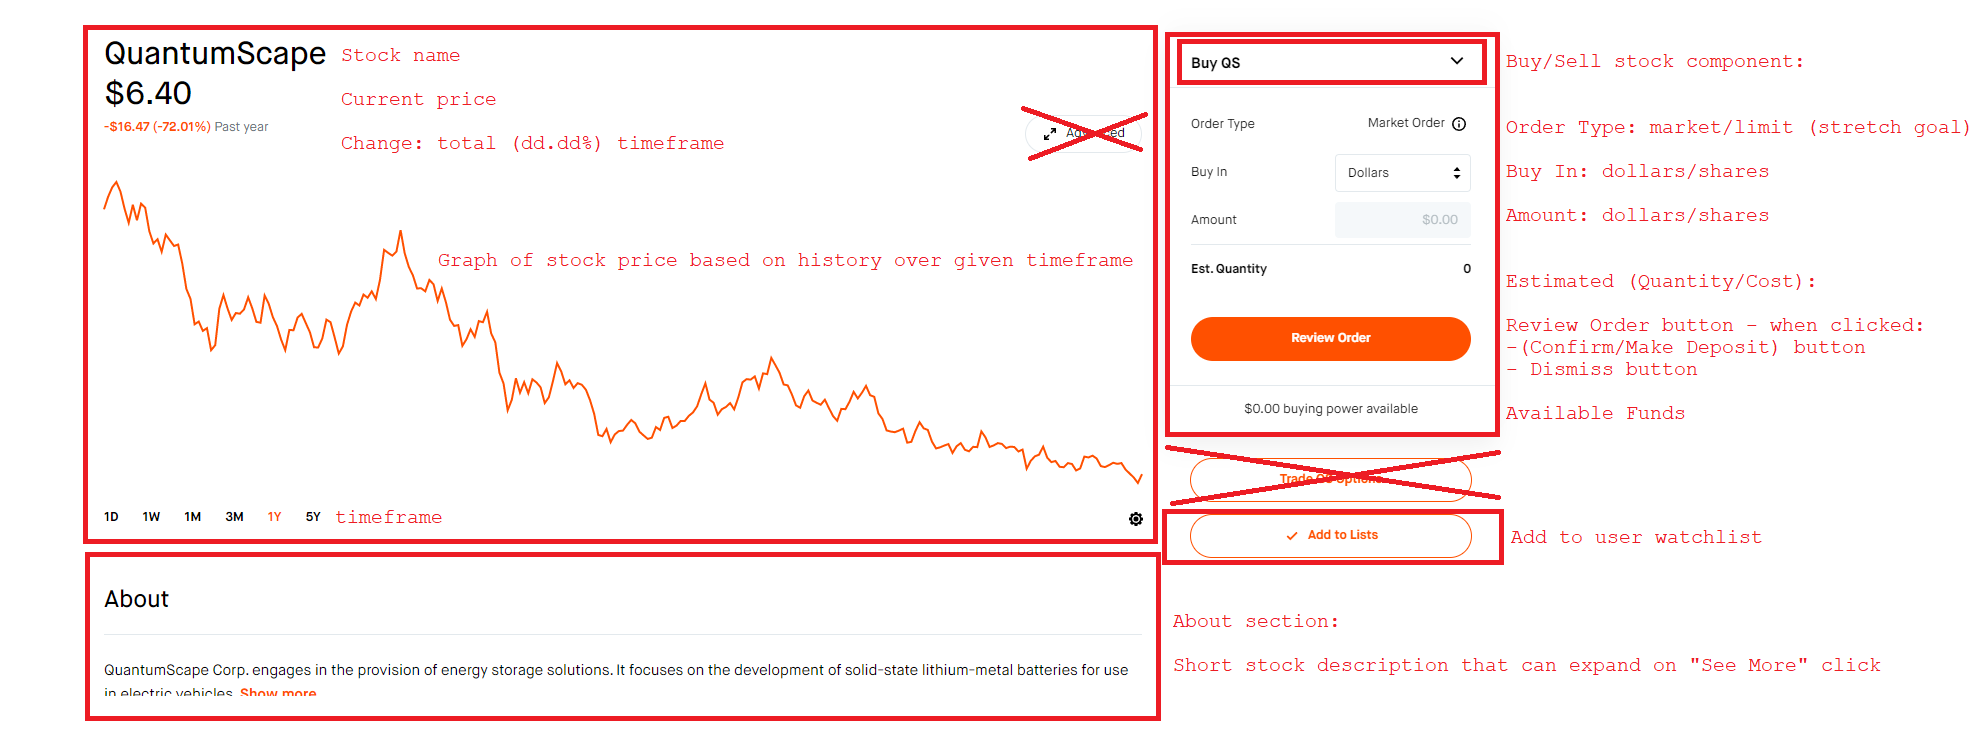 QuantumScape Stock name
$6.40 Current price
-$16.47 (-72.01%) Past year
Change: total (dd.dd%) timeframe
Advanced
Graph of stock price based on history over given timeframe
1D 1W 1M 3M 1Y 5Y timeframe
Buy QS
Buy/Sell stock component:
Order Type Market Order
Order Type: market/limit (stretch goal)
Buy In Dollars
Buy In: dollars/shares
Amount $0.00
Amount: dollars/shares
Est. Quantity 0
Estimated (Quantity/Cost):
Review Order
Review Order button - when clicked:
-(Confirm/Make Deposit) button
- Dismiss button
$0.00 buying power available
Available Funds
Trade QS Options
Add to Lists
Add to user watchlist
About
QuantumScape Corp. engages in the provision of energy storage solutions. It focuses on the development of solid-state lithium-metal batteries for use
in electric vehicles. Show more
About section:
Short stock description that can expand on "See More" click